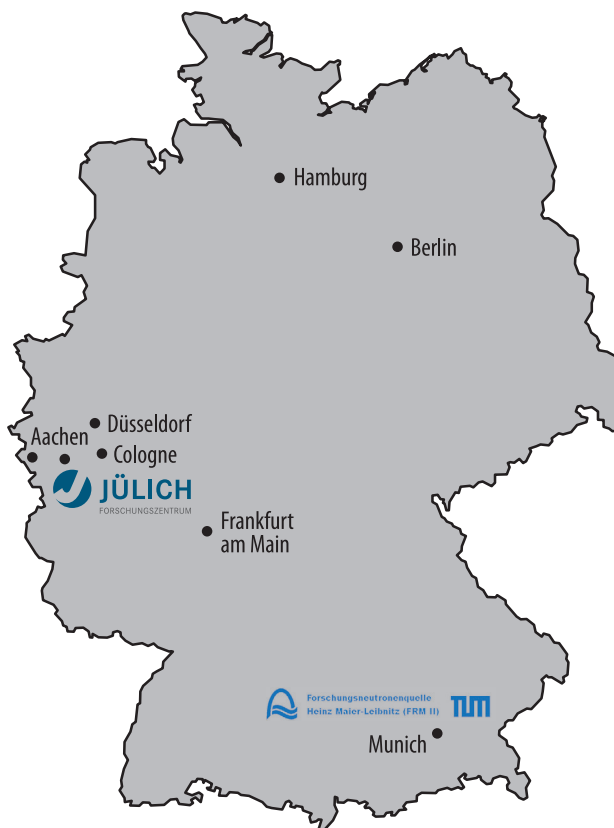 Hamburg
Berlin
Düsseldorf
Aachen
Cologne
JÜLICH
FORSCHUNGSZENTRUM
Frankfurt
am Main
Forschungsneutronenquelle
Heinz Maier-Leibnitz (FRM II)
TUM
Munich